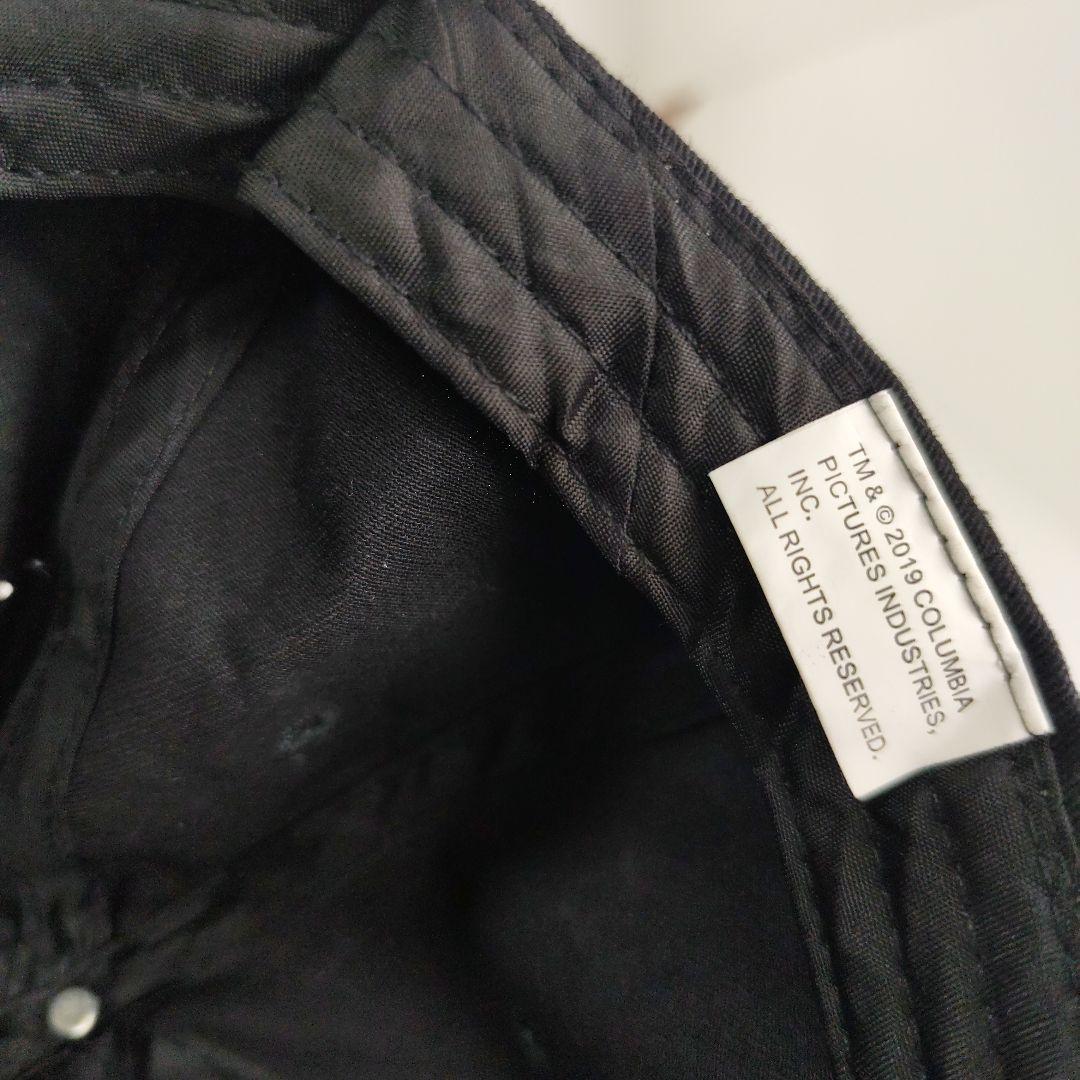 TM & © 2019 COLUMBIA
PICTURES INDUSTRIES,
INC.
ALL RIGHTS RESERVED.